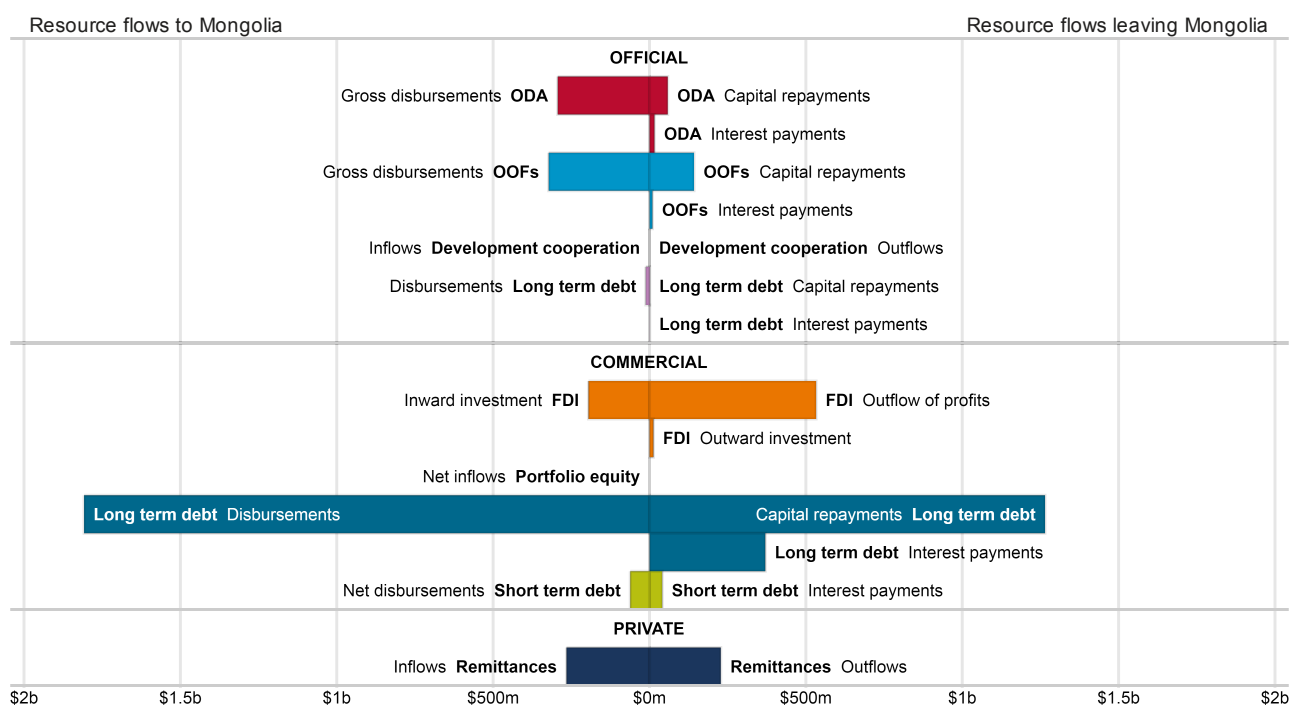 Resource flows to Mongolia Resource flows leaving Mongolia
OFFICIAL
Gross disbursements ODA ODA Capital repayments
ODA Interest payments
Gross disbursements OOFs OOFs Capital repayments
OOFs Interest payments
Inflows Development cooperation Development cooperation Outflows
Disbursements Long term debt Long term debt Capital repayments
Long term debt Interest payments
COMMERCIAL
Inward investment FDI FDI Outflow of profits
FDI Outward investment
Net inflows Portfolio equity
Long term debt Disbursements Capital repayments Long term debt
Long term debt Interest payments
Net disbursements Short term debt Short term debt Interest payments
PRIVATE
Inflows Remittances Remittances Outflows
$2b $1.5b $1b $500m $0m $500m $1b $1.5b $2b